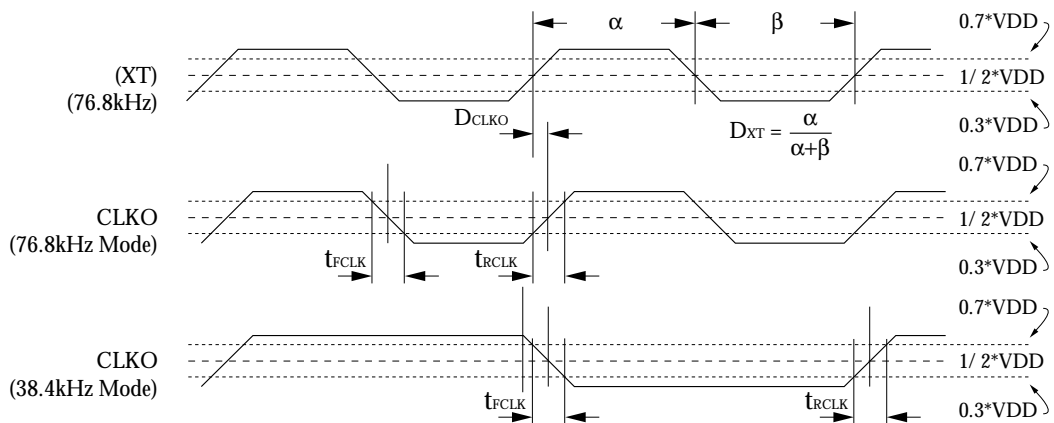 α
β
0.7*VDD
(XT)
(76.8kHz)
1/ 2*VDD
DCLKO
DXT = α
α+β
0.3*VDD
0.7*VDD
CLKO
(76.8kHz Mode)
1/ 2*VDD
tFCLK
tRCLK
0.3*VDD
0.7*VDD
CLKO
(38.4kHz Mode)
1/ 2*VDD
tFCLK
tRCLK
0.3*VDD